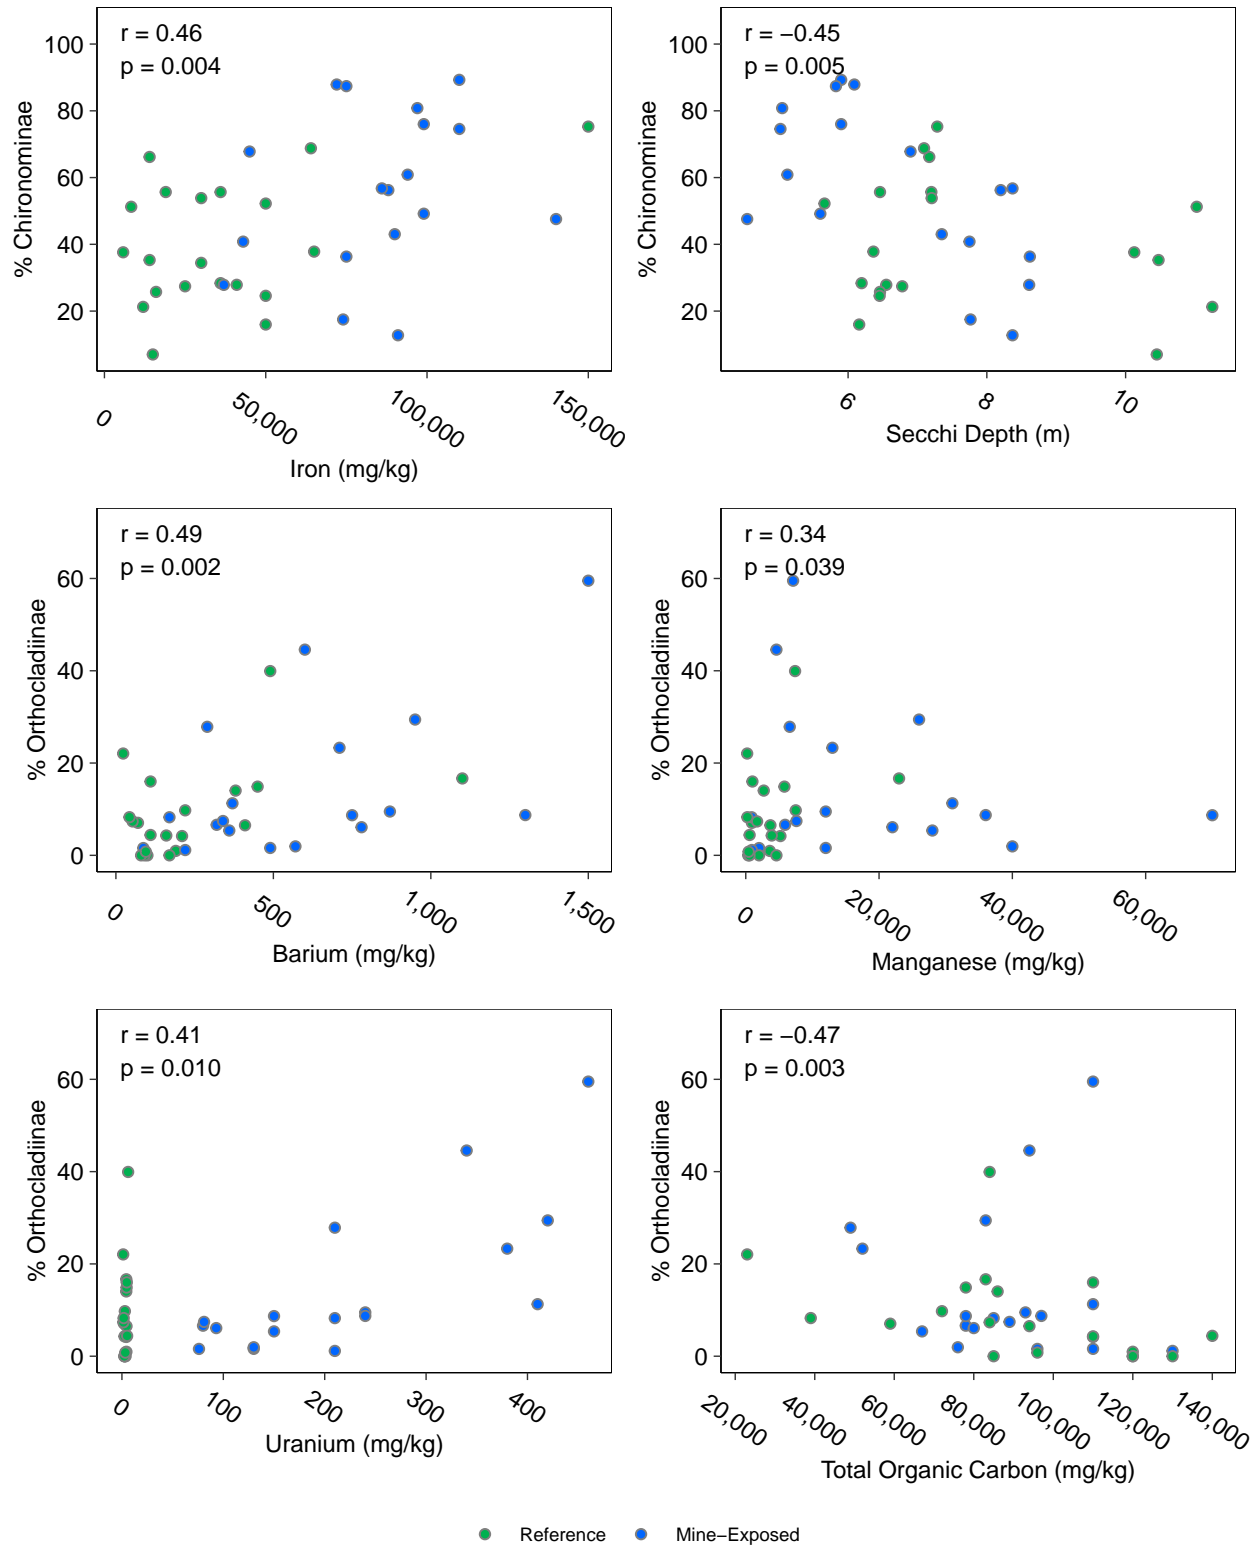 r = 0.46
p = 0.004
% Chironominae
100
80
60
40
20
0
50,000
100,000
150,000
Iron (mg/kg)
r = −0.45
p = 0.005
% Chironominae
100
80
60
40
20
6
8
10
Secchi Depth (m)
r = 0.49
p = 0.002
% Orthocladiinae
60
40
20
0
0
500
1,000
1,500
Barium (mg/kg)
r = 0.34
p = 0.039
% Orthocladiinae
60
40
20
0
0
20,000
40,000
60,000
Manganese (mg/kg)
r = 0.41
p = 0.010
% Orthocladiinae
60
40
20
0
0
100
200
300
400
Uranium (mg/kg)
r = −0.47
p = 0.003
% Orthocladiinae
60
40
20
0
20,000
40,000
60,000
80,000
100,000
120,000
140,000
Total Organic Carbon (mg/kg)
Reference
Mine−Exposed